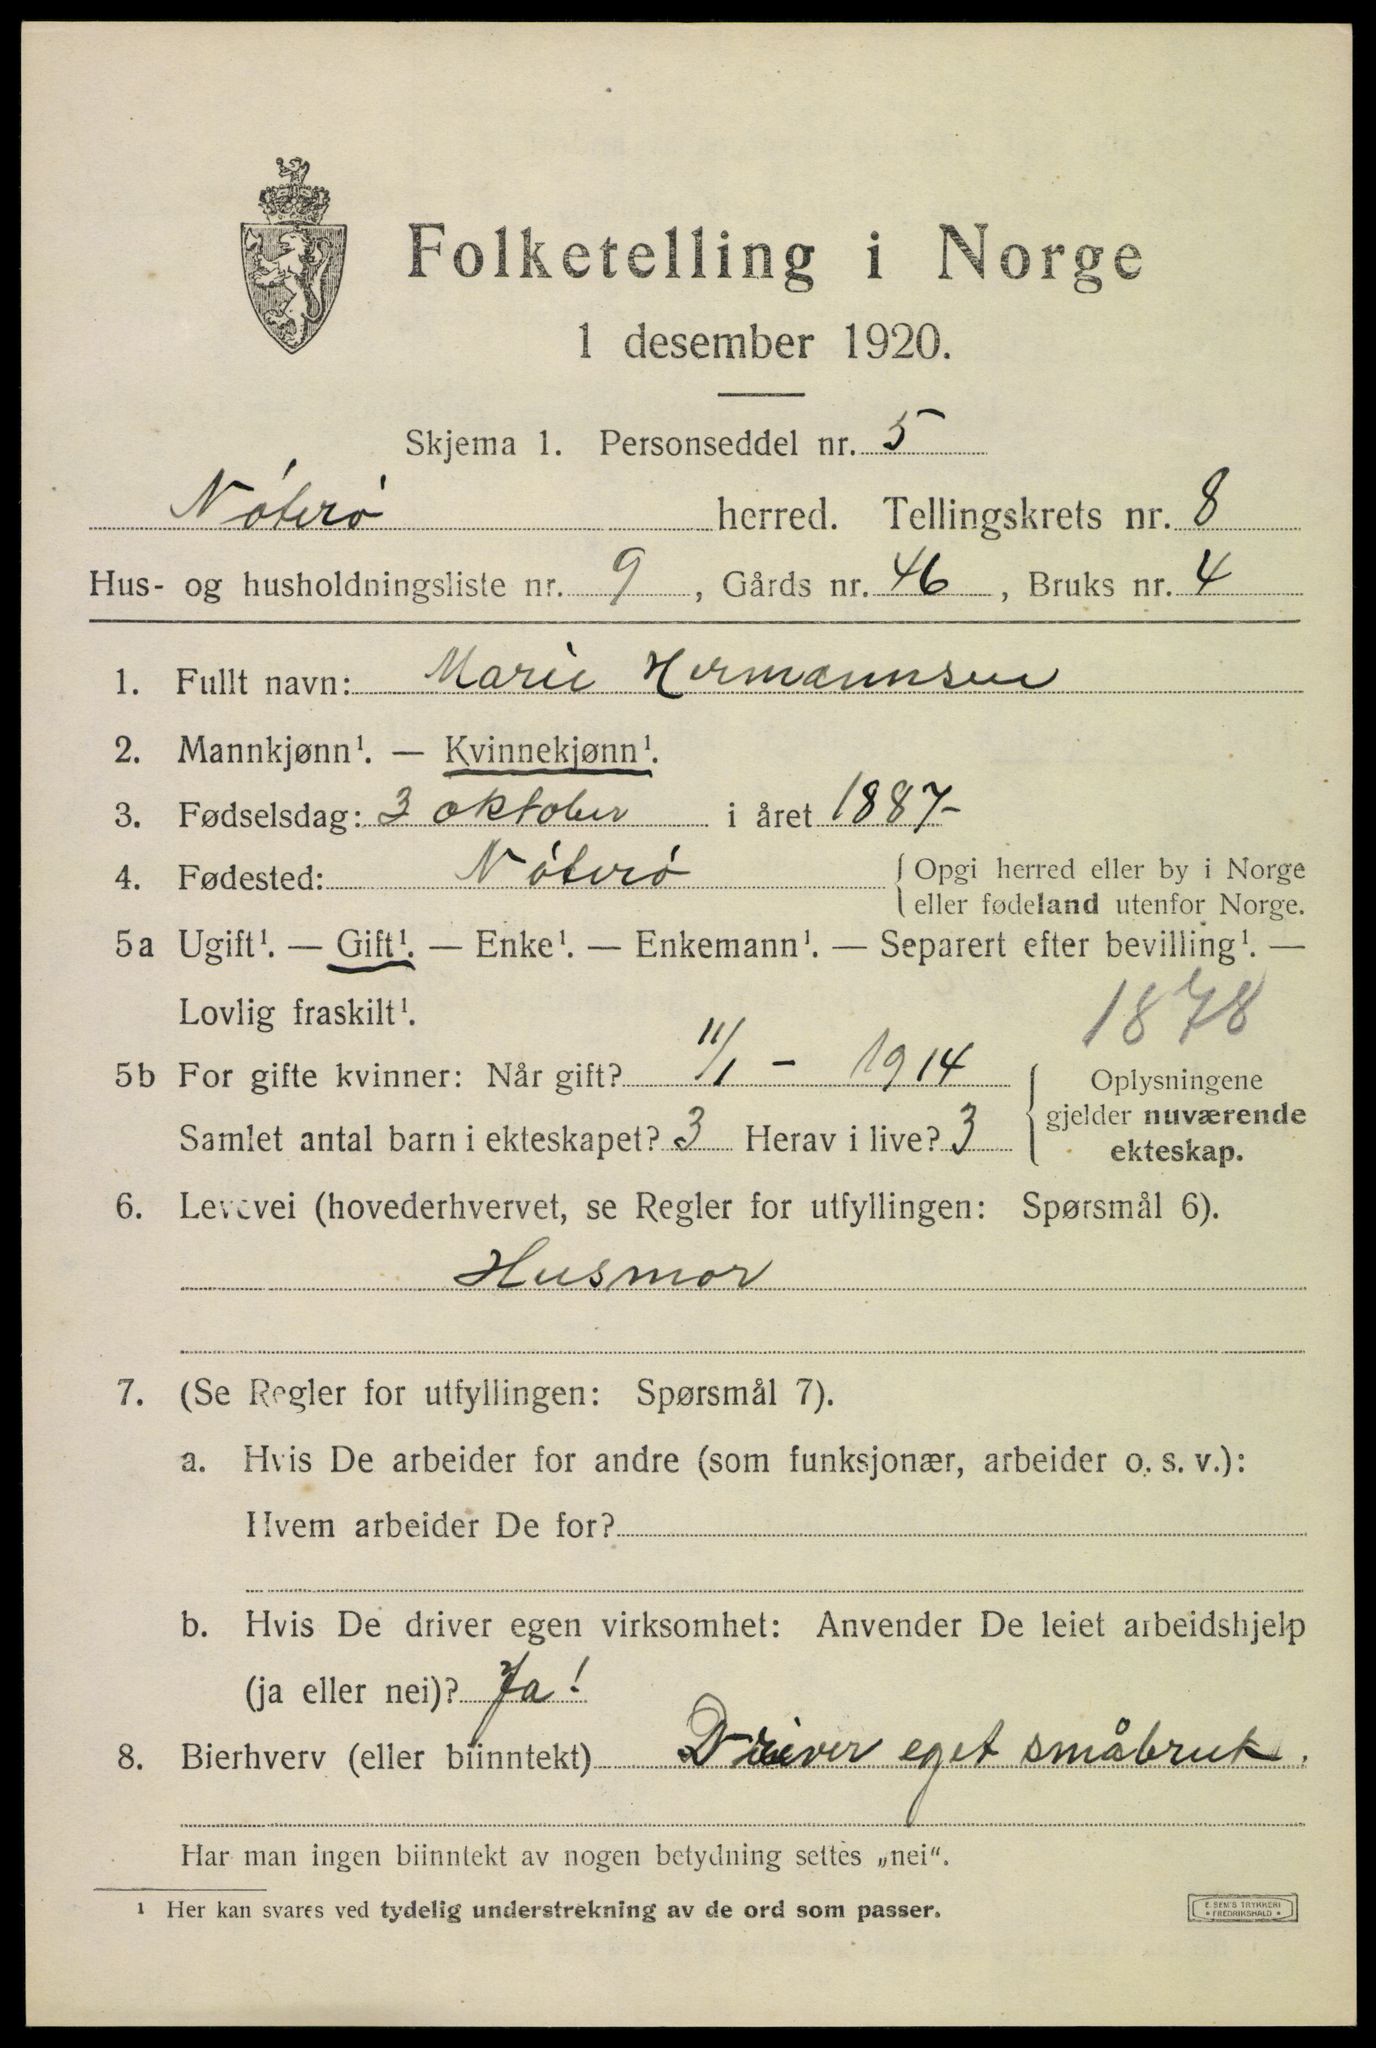 Folketelling i Norge
1 desember 1920.
Skjema 1. Personseddel nr. 5
Nøterø herred. Tellingskrets nr. 8
Hus- og husholdningsliste nr. 9, Gårds nr. 46, Bruks nr. 4
1. Fullt navn: Marie Hermannsen
2. Mannkjønn¹. — Kvinnekjønn¹.
3. Fødselsdag: 3 oktober i året 1887-
4. Fødested: Nøterø { Opgi herred eller by i Norge
eller fødeland utenfor Norge.
5a Ugift¹. — Gift¹. — Enke¹. — Enkemann¹. — Separert efter bevilling¹. —
Lovlig fraskilt¹.
1878
5b For gifte kvinner: Når gift? 11/1 - 1914
Samlet antal barn i ekteskapet? 3 Herav i live? 3
Oplysningene
gjelder nuværende
ekteskap.
6. Levevei (hovederhvervet, se Regler for utfyllingen: Spørsmål 6).
Husmor
7. (Se Regler for utfyllingen: Spørsmål 7).
a. Hvis De arbeider for andre (som funksjonær, arbeider o. s. v.):
Hvem arbeider De for?
b. Hvis De driver egen virksomhet: Anvender De leiet arbeidshjelp
(ja eller nei)? Ja!
8. Bierhverv (eller biinntekt) Driver eget småbruk.
Har man ingen biinntekt av nogen betydning settes „nei“.
¹ Her kan svares ved tydelig understrekning av de ord som passer.
E. SEM'S TRYKKERI
• FREDRIKSHALD •